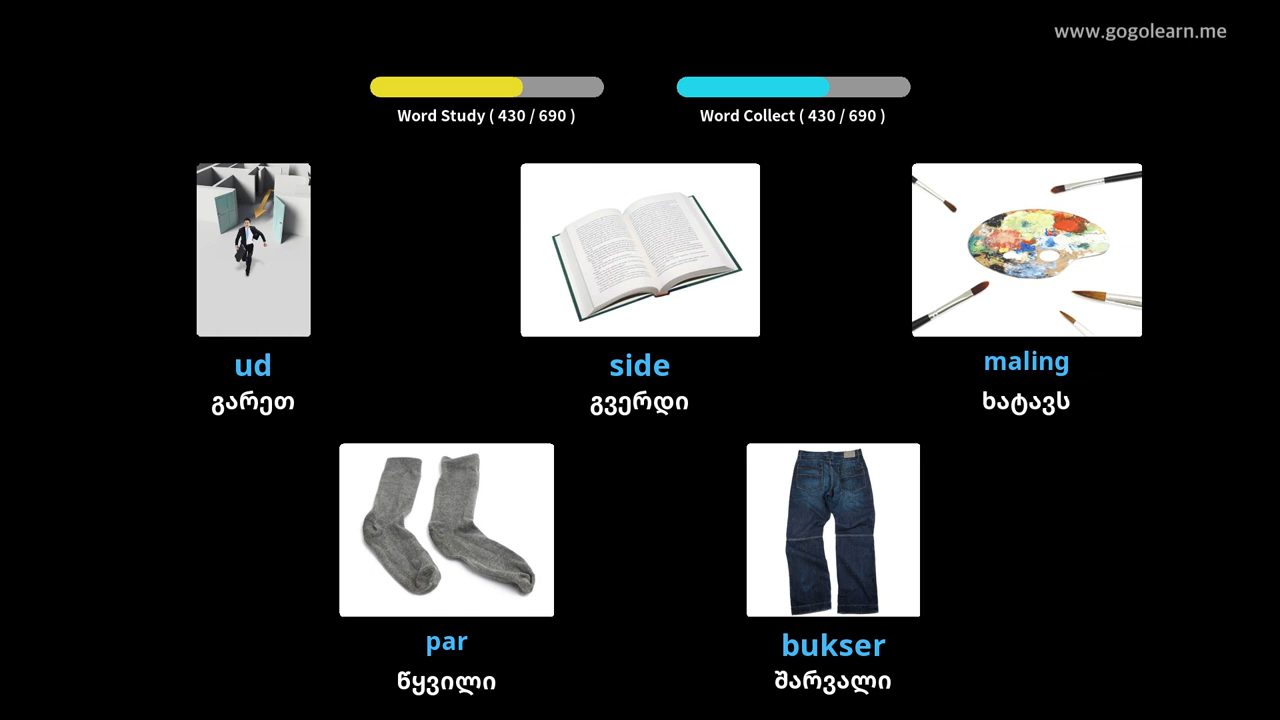 www.gogolearn.me
Word Study ( 430 / 690 )
Word Collect ( 430 / 690 )
ud
side
maling
გარეთ
გვერდი
ხატავს
par
bukser
წყვილი
შარვალი